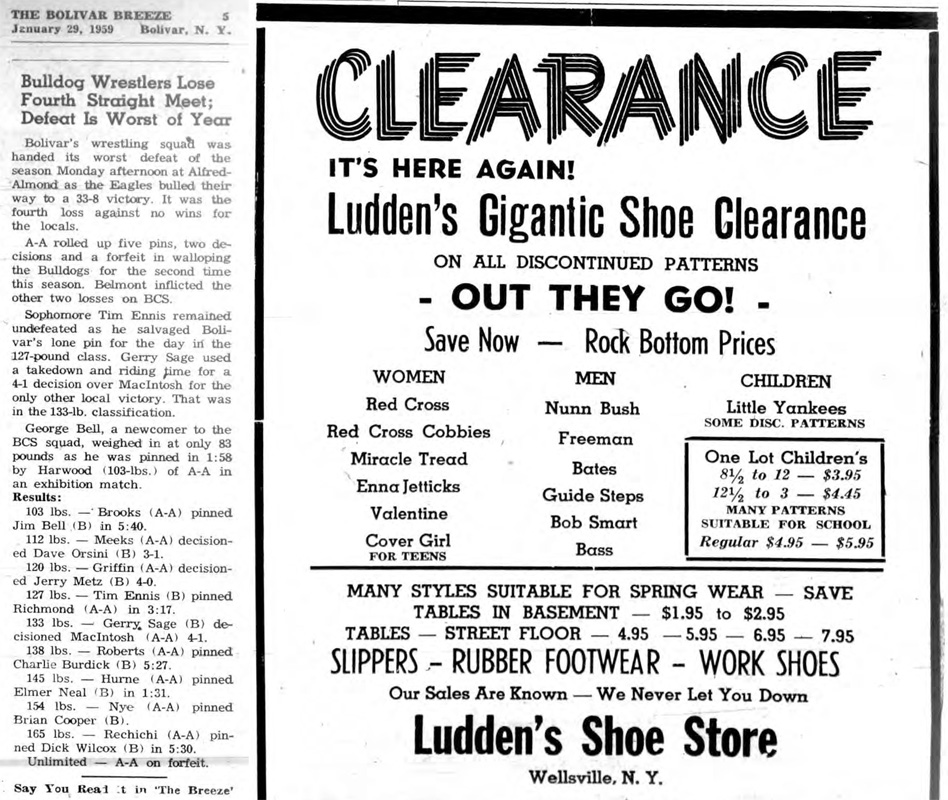 THE BOLIVAR BREEZE 5
January 29, 1959 Bolivar, N. Y.
Bulldog Wrestlers Lose
Fourth Straight Meet;
Defeat Is Worst of Year
Bolivar's wrestling squad was
handed its worst defeat of the
season Monday afternoon at Alfred-
Almond as the Eagles bulled their
way to a 33-8 victory. It was the
fourth loss against no wins for
the locals.
A-A rolled up five pins, two de-
cisions and a forfeit in walloping
the Bulldogs for the second time
this season. Belmont inflicted the
other two losses on BCS.
Sophomore Tim Ennis remained
undefeated as he salvaged Boli-
var's lone pin for the day in the
127-pound class. Gerry Sage used
a takedown and riding time for a
4-1 decision over MacIntosh for the
only other local victory. That was
in the 133-lb. classification.
George Bell, a newcomer to the
BCS squad, weighed in at only 83
pounds as he was pinned in 1:58
by Harwood (103-lbs.) of A-A in
an exhibition match.
Results:
103 lbs. — Brooks (A-A) pinned
Jim Bell (B) in 5:40.
112 lbs. — Meeks (A-A) decision-
ed Dave Orsini (B) 3-1.
120 lbs. — Griffin (A-A) decision-
ed Jerry Metz (B) 4-0.
127 lbs. — Tim Ennis (B) pinned
Richmond (A-A) in 3:17.
133 lbs. — Gerry Sage (B) de-
cisioned MacIntosh (A-A) 4-1.
138 lbs. — Roberts (A-A) pinned
Charlie Burdick (B) 5:27.
145 lbs. — Hurne (A-A) pinned
Elmer Neal (B) in 1:31.
154 lbs. — Nye (A-A) pinned
Brian Cooper (B).
165 lbs. — Rechichi (A-A) pin-
ned Dick Wilcox (B) in 5:30.
Unlimited — A-A on forfeit.
Say You Read It in 'The Breeze'
CLEARANCE
IT'S HERE AGAIN!
Ludden's Gigantic Shoe Clearance
ON ALL DISCONTINUED PATTERNS
- OUT THEY GO! -
Save Now — Rock Bottom Prices
WOMEN
Red Cross
Red Cross Cobbies
Miracle Tread
Enna Jetticks
Valentine
Cover Girl
FOR TEENS
MEN
Nunn Bush
Freeman
Bates
Guide Steps
Bob Smart
Bass
CHILDREN
Little Yankees
SOME DISC. PATTERNS
One Lot Children's
8½ to 12 — $3.95
12½ to 3 — $4.45
MANY PATTERNS
SUITABLE FOR SCHOOL
Regular $4.95 — $5.95
MANY STYLES SUITABLE FOR SPRING WEAR — SAVE
TABLES IN BASEMENT — $1.95 to $2.95
TABLES — STREET FLOOR — 4.95 — 5.95 — 6.95 — 7.95
SLIPPERS - RUBBER FOOTWEAR - WORK SHOES
Our Sales Are Known — We Never Let You Down
Ludden's Shoe Store
Wellsville, N. Y.